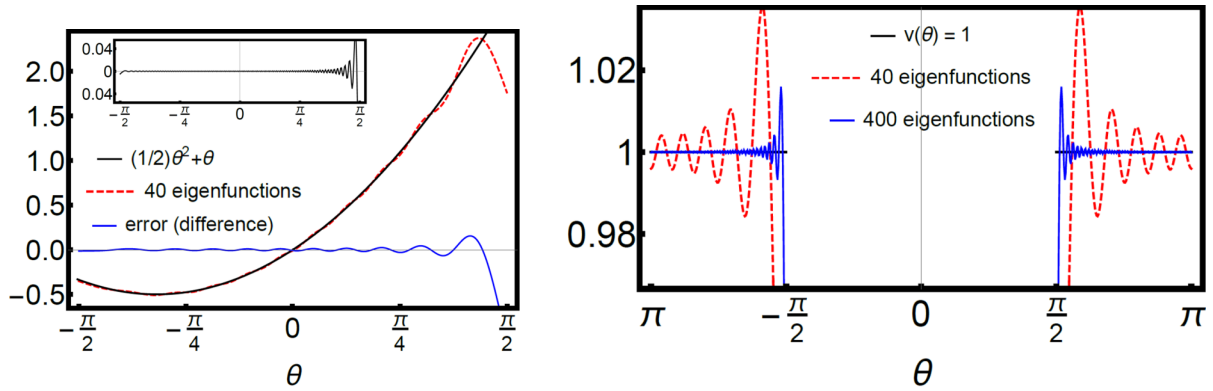 0.04
0
0.04
− π/2
− π/4
0
π/4
π/2
2.0
1.5
1.0
0.5
0.0
−0.5
(1/2)θ²+θ
40 eigenfunctions
error (difference)
− π/2
− π/4
0
π/4
π/2
θ
1.02
1
0.98
v(θ) = 1
40 eigenfunctions
400 eigenfunctions
π
− π/2
0
π/2
π
θ